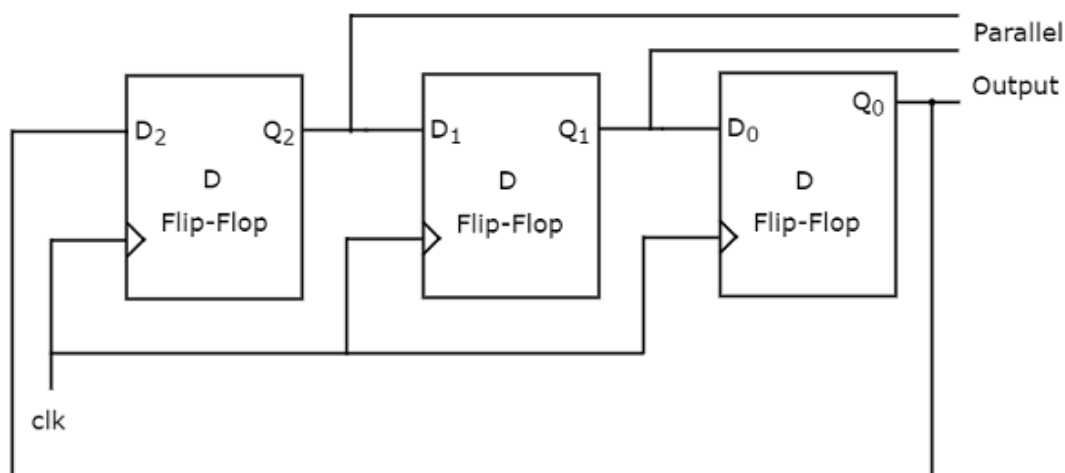 Parallel
Output
D₂ Q₂
D
Flip-Flop
D₁ Q₁
D
Flip-Flop
D₀ Q₀
D
Flip-Flop
clk